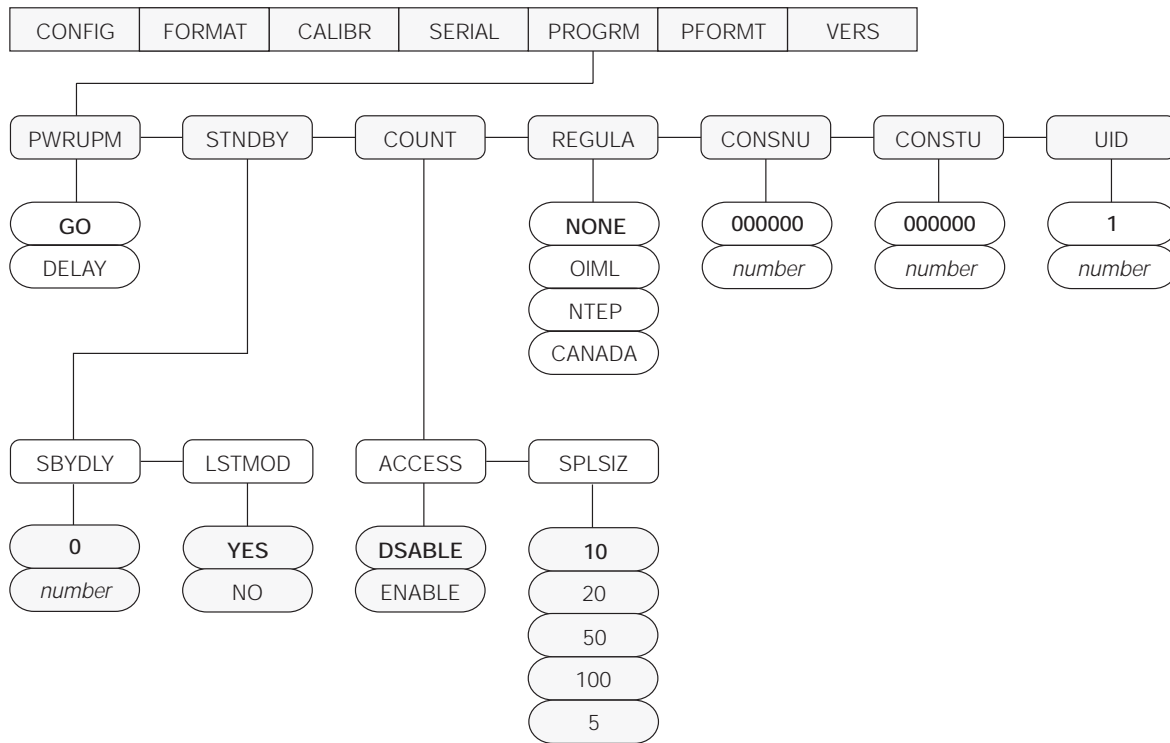 CONFIG FORMAT CALIBR SERIAL PROGRM PFORMT VERS
PWRUPM STNDBY COUNT REGULA CONSNU CONSTU UID
GO NONE 000000 000000 1
DELAY OIML number number number
NTEP
CANADA
SBYDLY LSTMOD ACCESS SPLSIZ
0 YES DSABLE 10
number NO ENABLE 20
50
100
5